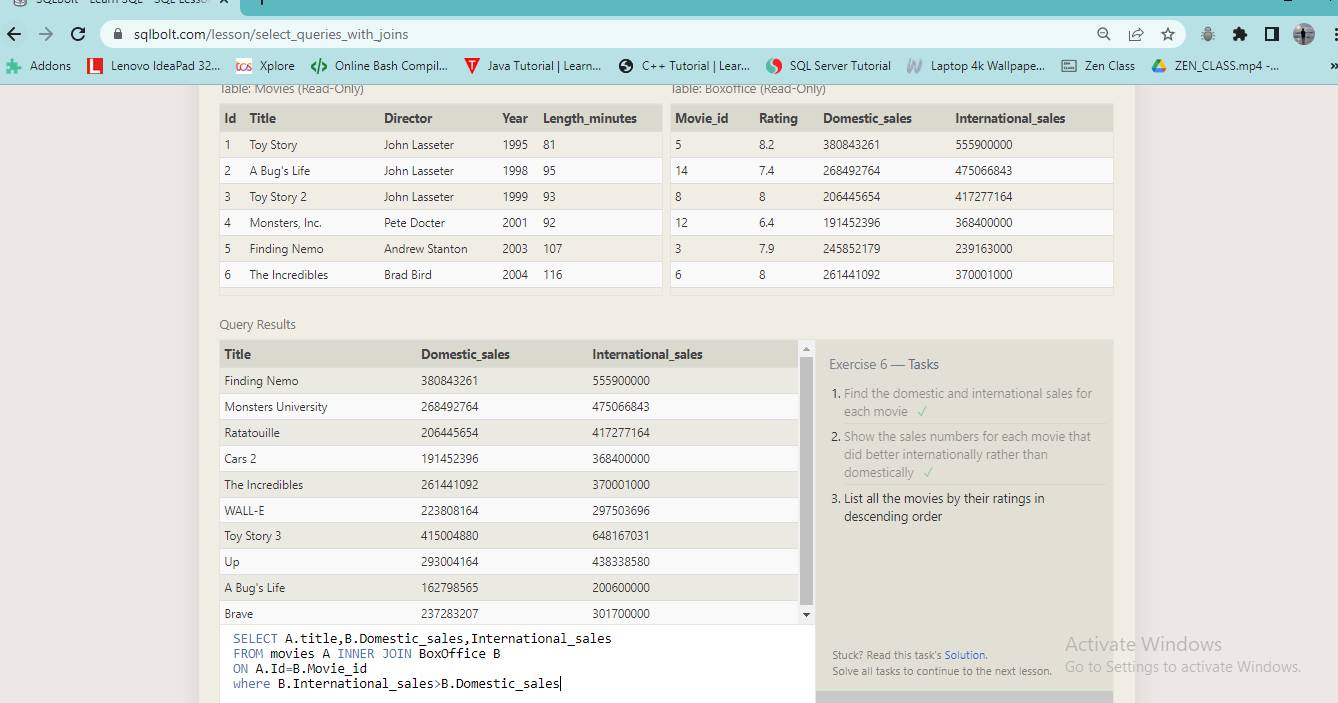 SQLBolt - Learn SQL - SQL Lesso
sqlbolt.com/lesson/select_queries_with_joins
Addons Lenovo IdeaPad 32... tcs Xplore Online Bash Compil... Java Tutorial | Learn... C++ Tutorial | Lear... SQL Server Tutorial Laptop 4k Wallpape... Zen Class ZEN_CLASS.mp4 -... »
Table: Movies (Read-Only) Table: Boxoffice (Read-Only)
Id Title Director Year Length_minutes Movie_id Rating Domestic_sales International_sales
1 Toy Story John Lasseter 1995 81 5 8.2 380843261 555900000
2 A Bug's Life John Lasseter 1998 95 14 7.4 268492764 475066843
3 Toy Story 2 John Lasseter 1999 93 8 8 206445654 417277164
4 Monsters, Inc. Pete Docter 2001 92 12 6.4 191452396 368400000
5 Finding Nemo Andrew Stanton 2003 107 3 7.9 245852179 239163000
6 The Incredibles Brad Bird 2004 116 6 8 261441092 370001000
Query Results
Title Domestic_sales International_sales
Finding Nemo 380843261 555900000
Monsters University 268492764 475066843
Ratatouille 206445654 417277164
Cars 2 191452396 368400000
The Incredibles 261441092 370001000
WALL-E 223808164 297503696
Toy Story 3 415004880 648167031
Up 293004164 438338580
A Bug's Life 162798565 200600000
Brave 237283207 301700000
SELECT A.title,B.Domestic_sales,International_sales
FROM movies A INNER JOIN BoxOffice B
ON A.Id=B.Movie_id
where B.International_sales>B.Domestic_sales
Exercise 6 — Tasks
1. Find the domestic and international sales for
each movie ✓
2. Show the sales numbers for each movie that
did better internationally rather than
domestically ✓
3. List all the movies by their ratings in
descending order
Stuck? Read this task's Solution.
Solve all tasks to continue to the next lesson.
Activate Windows
Go to Settings to activate Windows.